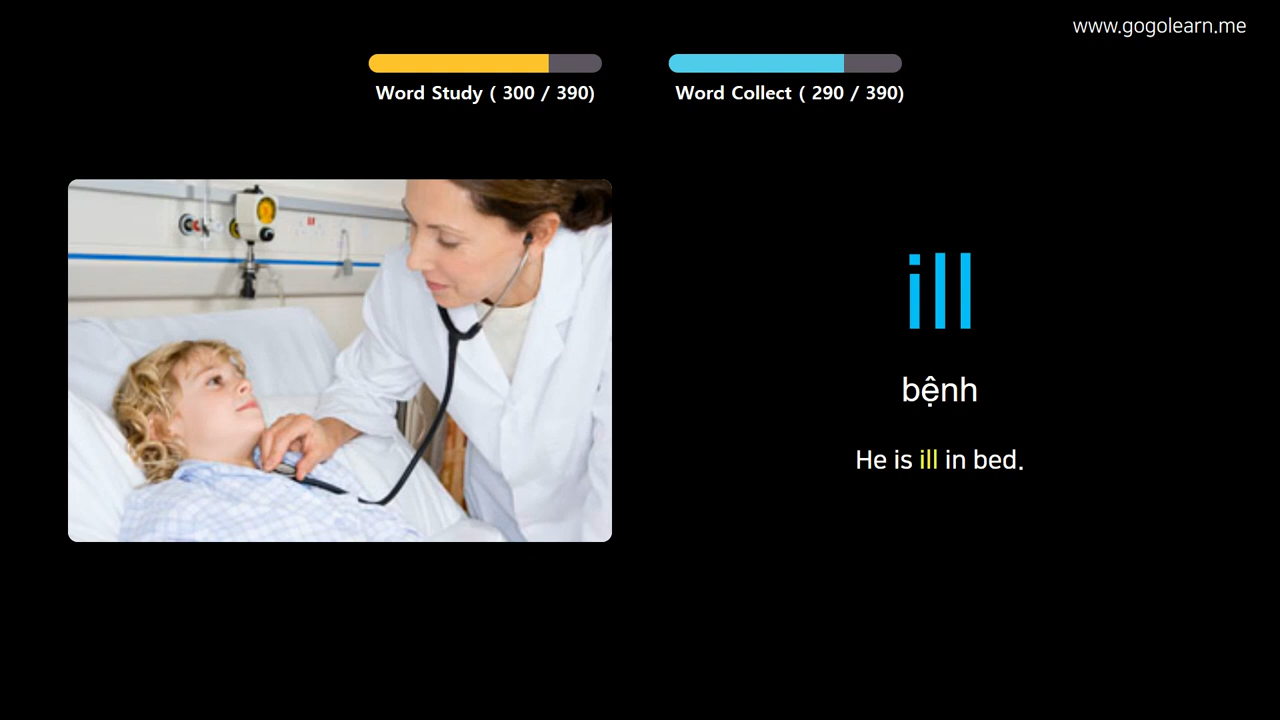 www.gogolearn.me
Word Study ( 300 / 390)
Word Collect ( 290 / 390)
ill
bệnh
He is ill in bed.